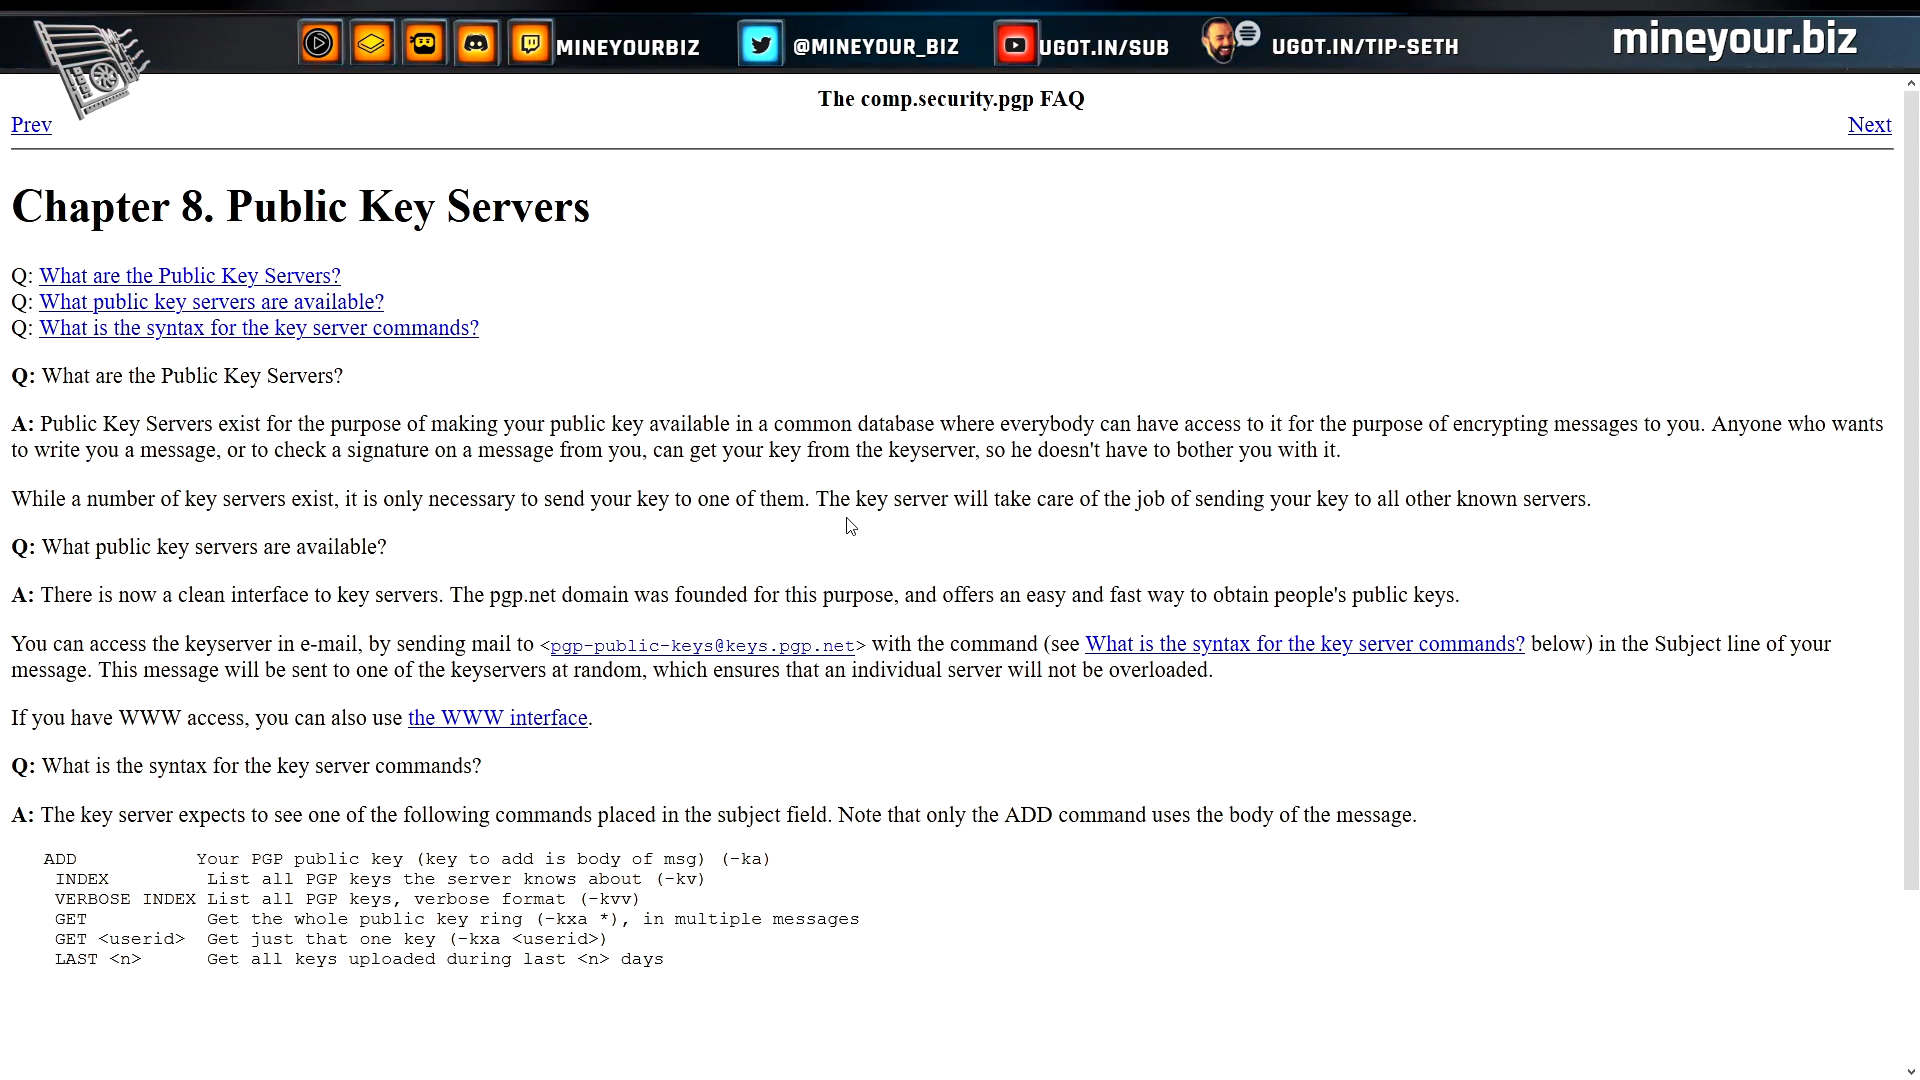 MINEYOURBIZ @MINEYOUR_BIZ UGOT.IN/SUB UGOT.IN/TIP-SETH mineyour.biz
The comp.security.pgp FAQ
Prev Next
Chapter 8. Public Key Servers
Q: What are the Public Key Servers?
Q: What public key servers are available?
Q: What is the syntax for the key server commands?
Q: What are the Public Key Servers?
A: Public Key Servers exist for the purpose of making your public key available in a common database where everybody can have access to it for the purpose of encrypting messages to you. Anyone who wants
to write you a message, or to check a signature on a message from you, can get your key from the keyserver, so he doesn't have to bother you with it.
While a number of key servers exist, it is only necessary to send your key to one of them. The key server will take care of the job of sending your key to all other known servers.
Q: What public key servers are available?
A: There is now a clean interface to key servers. The pgp.net domain was founded for this purpose, and offers an easy and fast way to obtain people's public keys.
You can access the keyserver in e-mail, by sending mail to <pgp-public-keys@keys.pgp.net> with the command (see What is the syntax for the key server commands? below) in the Subject line of your
message. This message will be sent to one of the keyservers at random, which ensures that an individual server will not be overloaded.
If you have WWW access, you can also use the WWW interface.
Q: What is the syntax for the key server commands?
A: The key server expects to see one of the following commands placed in the subject field. Note that only the ADD command uses the body of the message.
ADD Your PGP public key (key to add is body of msg) (-ka)
INDEX List all PGP keys the server knows about (-kv)
VERBOSE INDEX List all PGP keys, verbose format (-kvv)
GET Get the whole public key ring (-kxa *), in multiple messages
GET <userid> Get just that one key (-kxa <userid>)
LAST <n> Get all keys uploaded during last <n> days